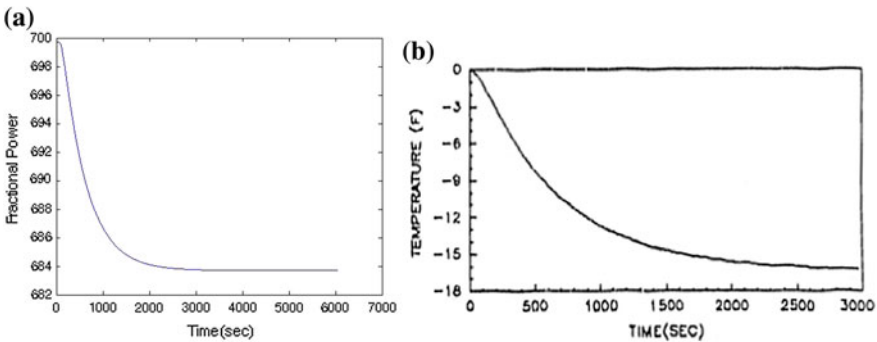 (a)
700
698
696
694
692
690
688
686
684
682
Fractional Power
0 1000 2000 3000 4000 5000 6000 7000
Time(sec)
(b)
0
-3
-6
-9
-12
-15
-18
TEMPERATURE (F)
0 500 1000 1500 2000 2500 3000
TIME(SEC)